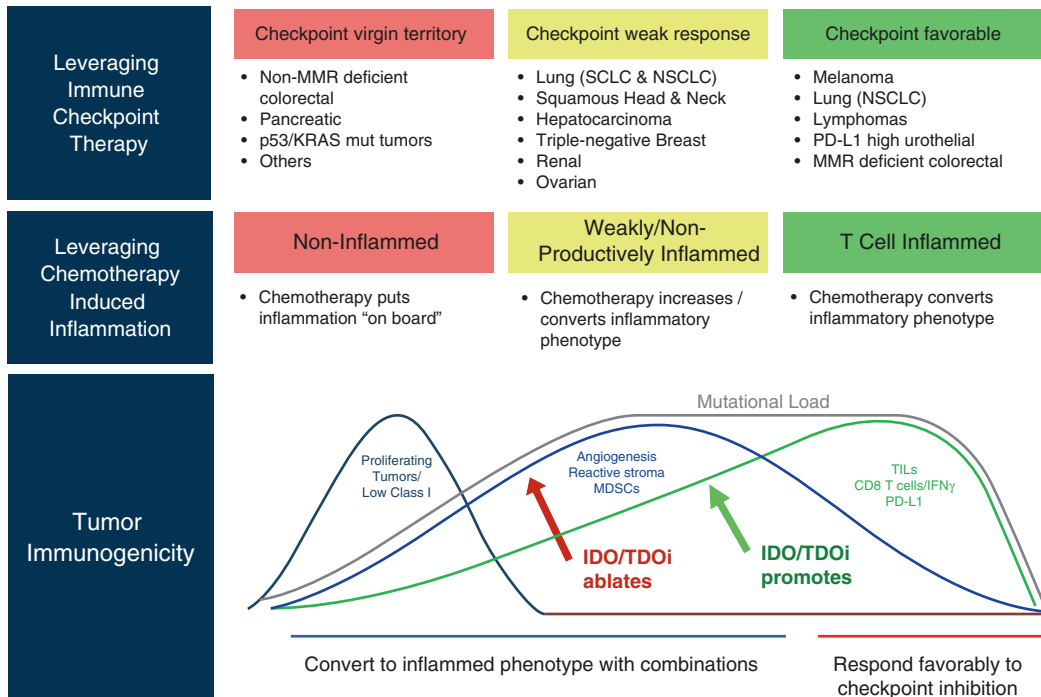 Leveraging
Immune
Checkpoint
Therapy
Checkpoint virgin territory
• Non-MMR deficient
colorectal
• Pancreatic
• p53/KRAS mut tumors
• Others
Checkpoint weak response
• Lung (SCLC & NSCLC)
• Squamous Head & Neck
• Hepatocarcinoma
• Triple-negative Breast
• Renal
• Ovarian
Checkpoint favorable
• Melanoma
• Lung (NSCLC)
• Lymphomas
• PD-L1 high urothelial
• MMR deficient colorectal
Leveraging
Chemotherapy
Induced
Inflammation
Non-Inflammed
• Chemotherapy puts
inflammation “on board”
Weakly/Non-
Productively Inflammed
• Chemotherapy increases /
converts inflammatory
phenotype
T Cell Inflammed
• Chemotherapy converts
inflammatory phenotype
Tumor
Immunogenicity
Mutational Load
Proliferating
Tumors/
Low Class I
Angiogenesis
Reactive stroma
MDSCs
TILs
CD8 T cells/IFNγ
PD-L1
IDO/TDOi
ablates
IDO/TDOi
promotes
Convert to inflammed phenotype with combinations
Respond favorably to
checkpoint inhibition